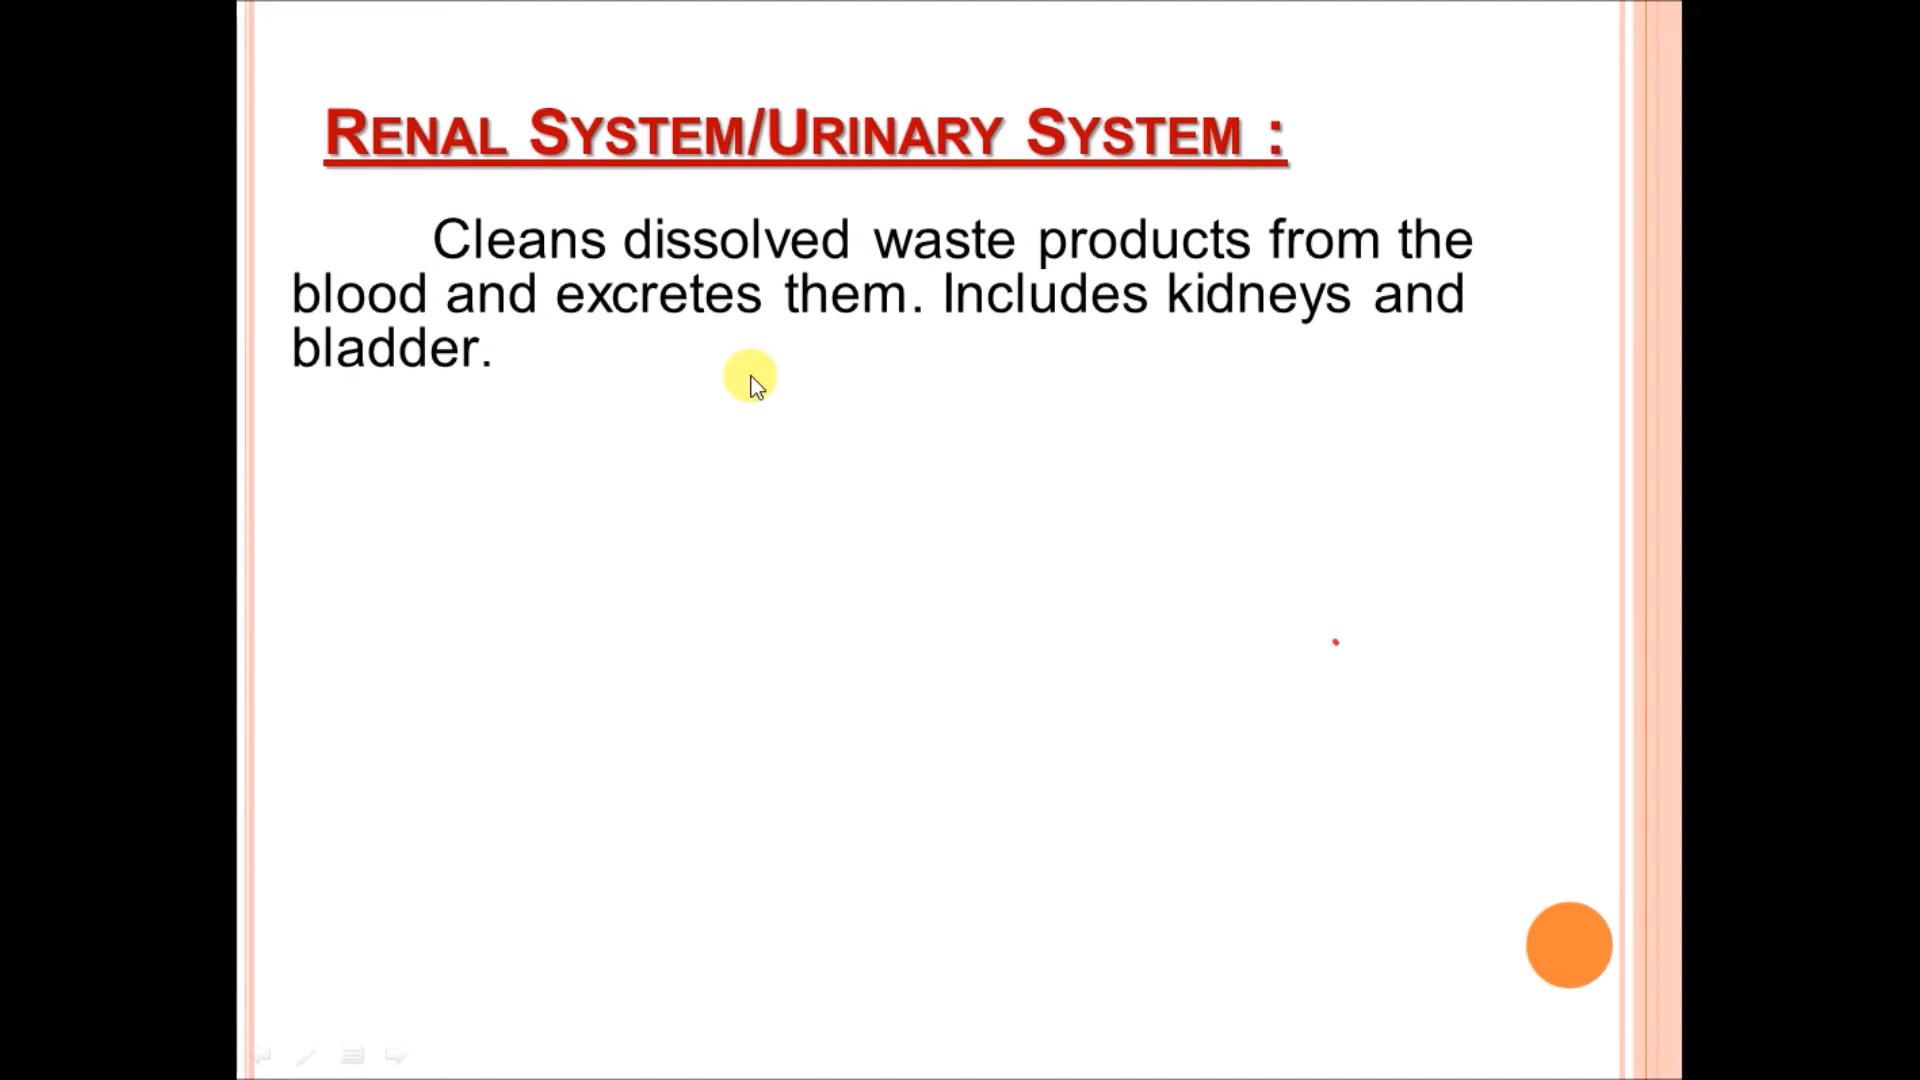 RENAL SYSTEM/URINARY SYSTEM :
Cleans dissolved waste products from the
blood and excretes them. Includes kidneys and
bladder.